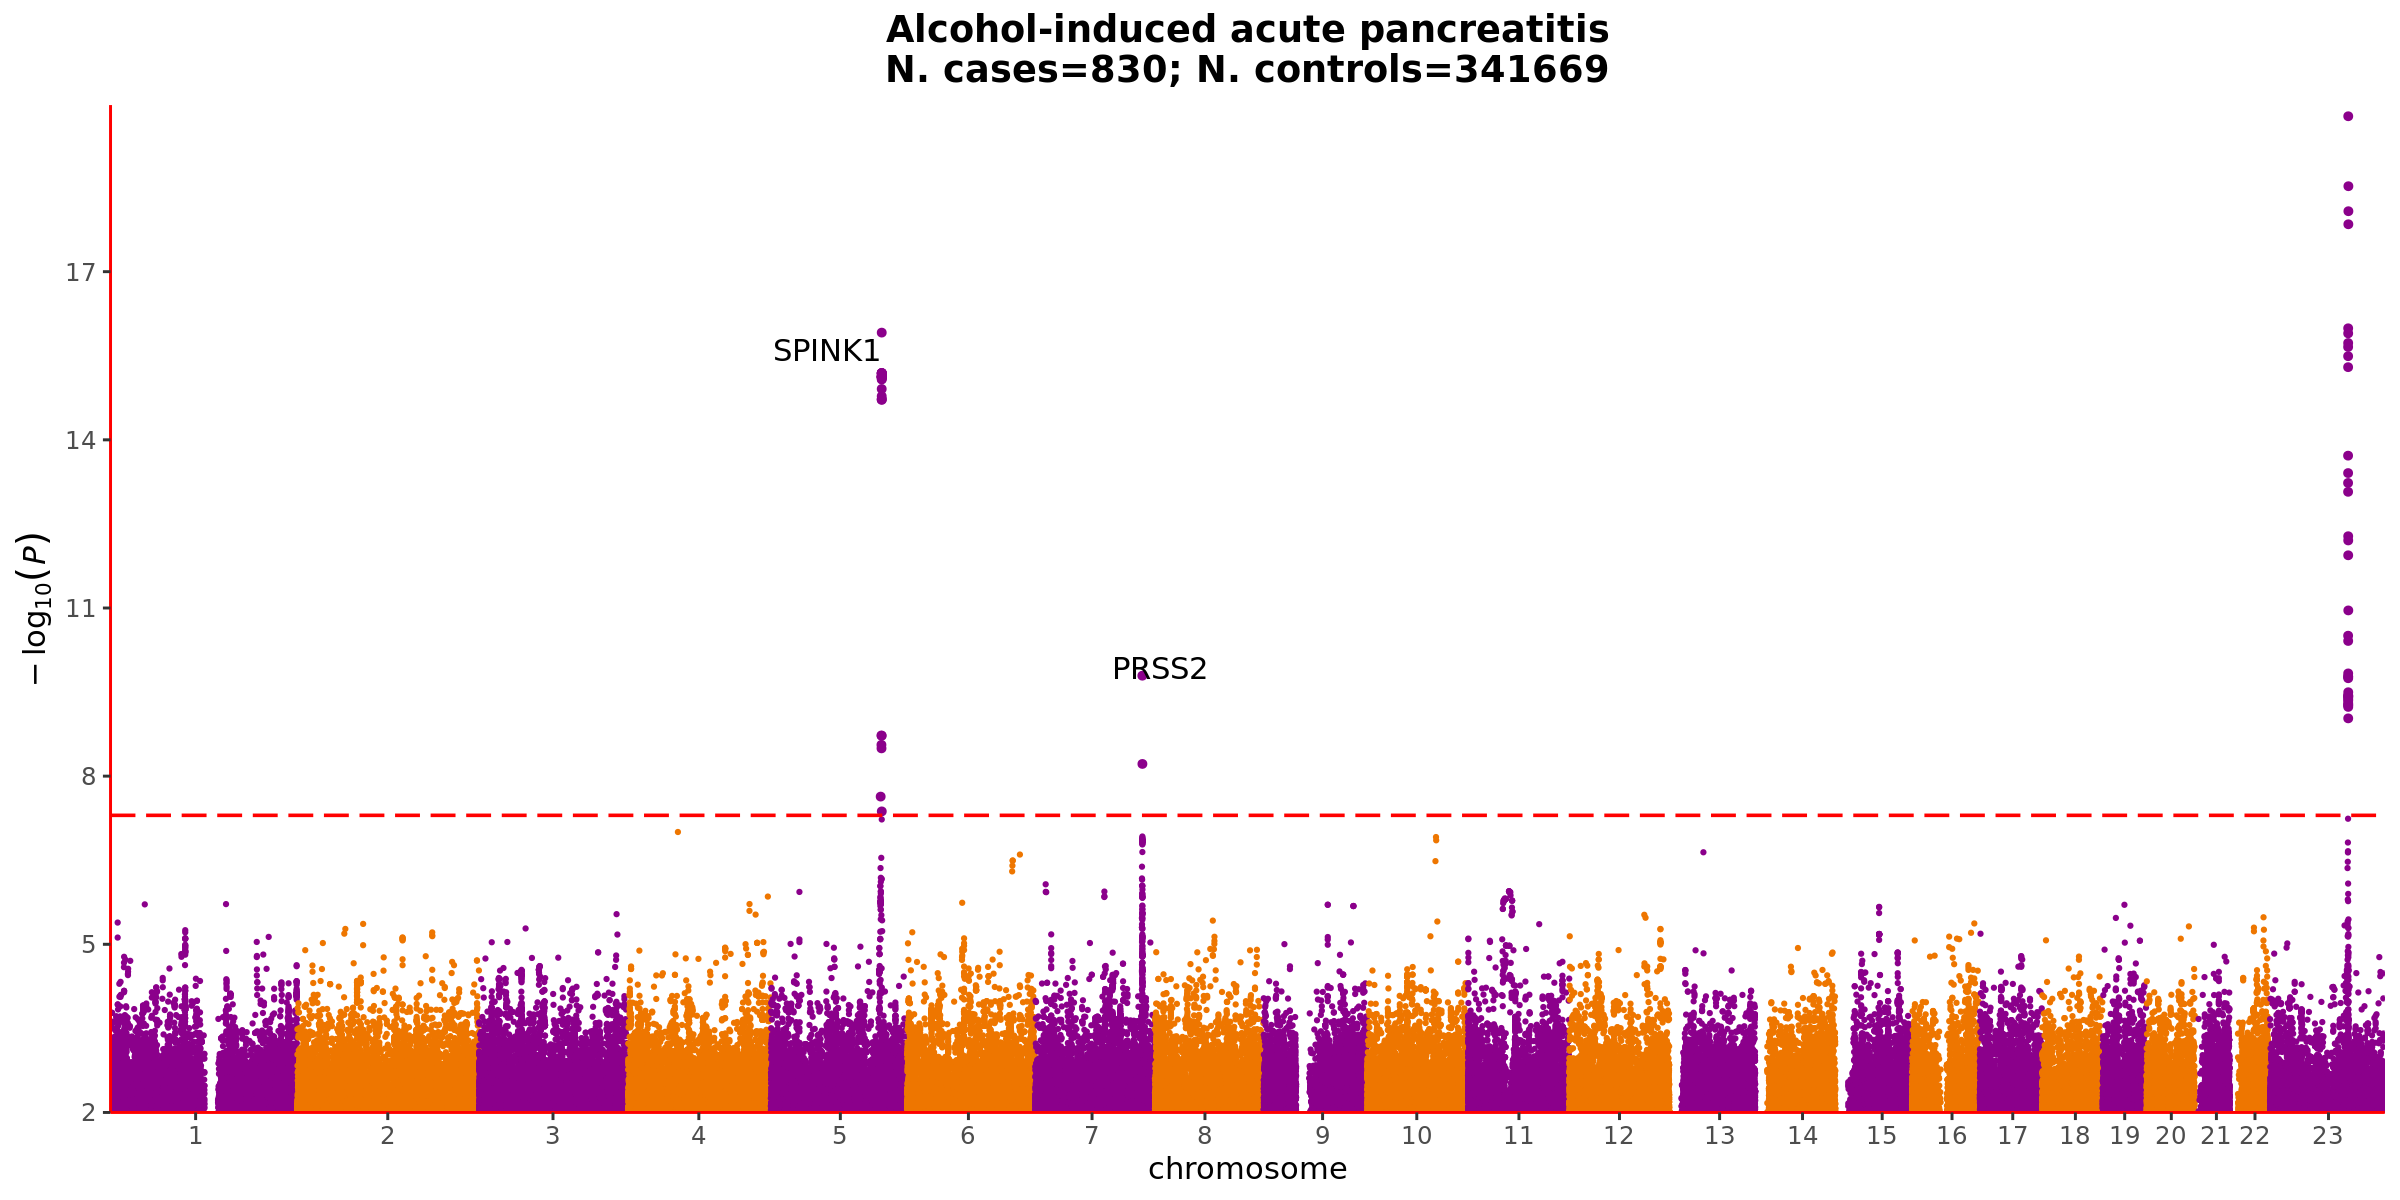 Alcohol-induced acute pancreatitis
N. cases=830; N. controls=341669
17
SPINK1
14
−log10(P)
11
PRSS2
8
5
2
1 2 3 4 5 6 7 8 9 10 11 12 13 14 15 16 17 18 19 20 21 22 23
chromosome